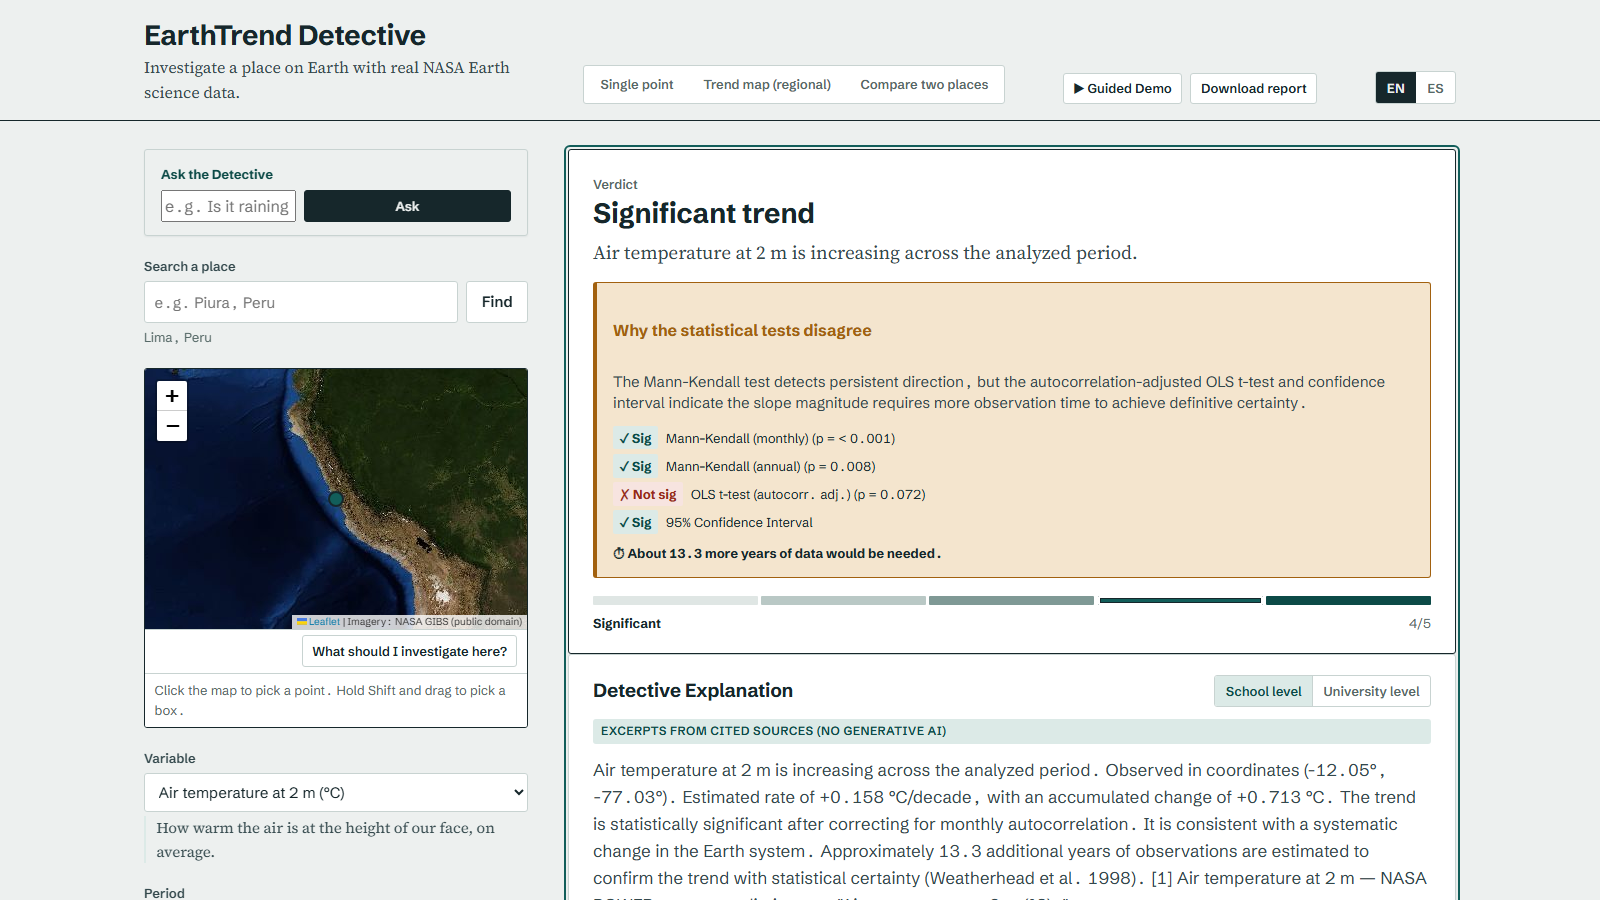 EarthTrend Detective
Investigate a place on Earth with real NASA Earth
science data.
Single point
Trend map (regional)
Compare two places
▶ Guided Demo
Download report
EN
ES
Ask the Detective
e.g. Is it raining
Ask
Search a place
e.g. Piura, Peru
Find
Lima, Peru
+
−
Leaflet | Imagery: NASA GIBS (public domain)
What should I investigate here?
Click the map to pick a point. Hold Shift and drag to pick a
box.
Variable
Air temperature at 2 m (°C)
How warm the air is at the height of our face, on
average.
Period
Verdict
Significant trend
Air temperature at 2 m is increasing across the analyzed period.
Why the statistical tests disagree
The Mann-Kendall test detects persistent direction, but the autocorrelation-adjusted OLS t-test and confidence
interval indicate the slope magnitude requires more observation time to achieve definitive certainty.
✓ Sig Mann-Kendall (monthly) (p = < 0.001)
✓ Sig Mann-Kendall (annual) (p = 0.008)
✗ Not sig OLS t-test (autocorr. adj.) (p = 0.072)
✓ Sig 95% Confidence Interval
⏱ About 13.3 more years of data would be needed.
Significant
4/5
Detective Explanation
School level
University level
EXCERPTS FROM CITED SOURCES (NO GENERATIVE AI)
Air temperature at 2 m is increasing across the analyzed period. Observed in coordinates (-12.05°,
-77.03°). Estimated rate of +0.158 °C/decade, with an accumulated change of +0.713 °C. The trend
is statistically significant after correcting for monthly autocorrelation. It is consistent with a systematic
change in the Earth system. Approximately 13.3 additional years of observations are estimated to
confirm the trend with statistical certainty (Weatherhead et al. 1998). [1] Air temperature at 2 m — NASA